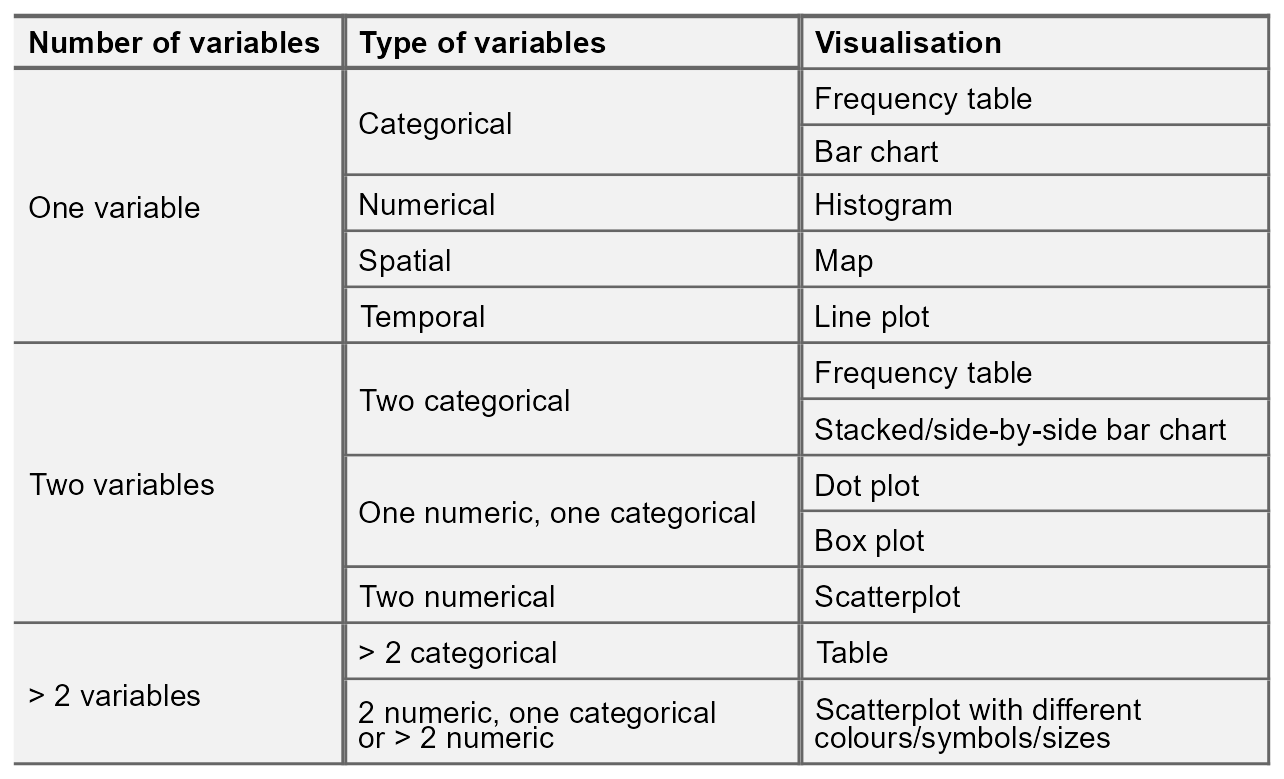 Number of variables Type of variables Visualisation
One variable Categorical Frequency table
Bar chart
Numerical Histogram
Spatial Map
Temporal Line plot
Two variables Two categorical Frequency table
Stacked/side-by-side bar chart
One numeric, one categorical Dot plot
Box plot
Two numerical Scatterplot
> 2 variables > 2 categorical Table
2 numeric, one categorical Scatterplot with different
or > 2 numeric colours/symbols/sizes